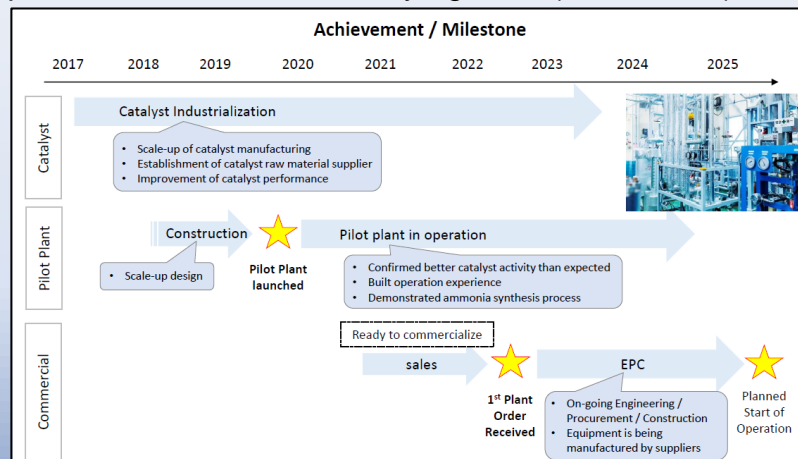 Achievement / Milestone
2017 2018 2019 2020 2021 2022 2023 2024 2025
Catalyst
Catalyst Industrialization
• Scale-up of catalyst manufacturing
• Establishment of catalyst raw material supplier
• Improvement of catalyst performance
Pilot Plant
Construction
• Scale-up design
Pilot Plant
launched
Pilot plant in operation
• Confirmed better catalyst activity than expected
• Built operation experience
• Demonstrated ammonia synthesis process
Commercial
Ready to commercialize
sales
1st Plant
Order
Received
EPC
• On-going Engineering /
Procurement / Construction
• Equipment is being
manufactured by suppliers
Planned
Start of
Operation